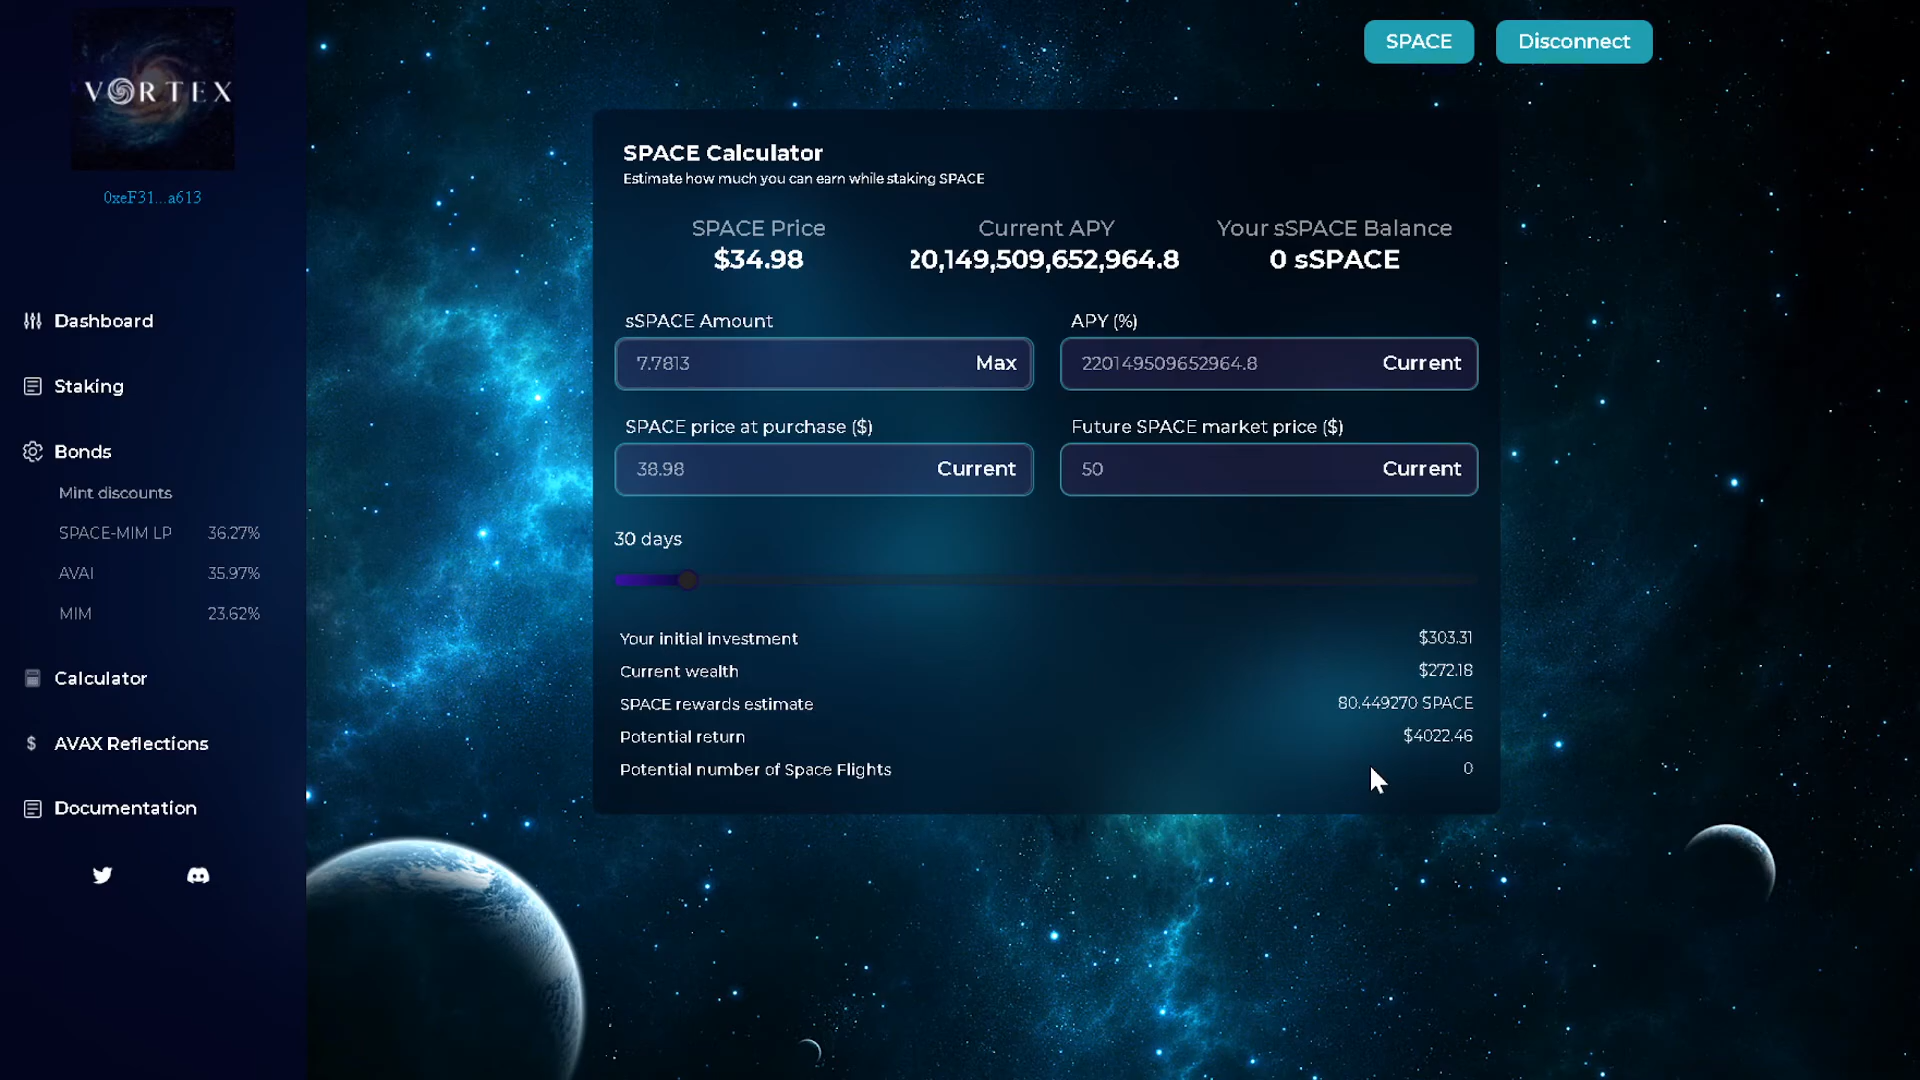 VORTEX
0xeF31...a613
Dashboard
Staking
Bonds
Mint discounts
SPACE-MIM LP 36.27%
AVAI 35.97%
MIM 23.62%
Calculator
$ AVAX Reflections
Documentation
SPACE Disconnect
SPACE Calculator
Estimate how much you can earn while staking SPACE
SPACE Price Current APY Your sSPACE Balance
$34.98 20,149,509,652,964.8 0 sSPACE
sSPACE Amount APY (%)
7.7813 Max 220149509652964.8 Current
SPACE price at purchase ($) Future SPACE market price ($)
38.98 Current 50 Current
30 days
Your initial investment $303.31
Current wealth $272.18
SPACE rewards estimate 80.449270 SPACE
Potential return $4022.46
Potential number of Space Flights 0